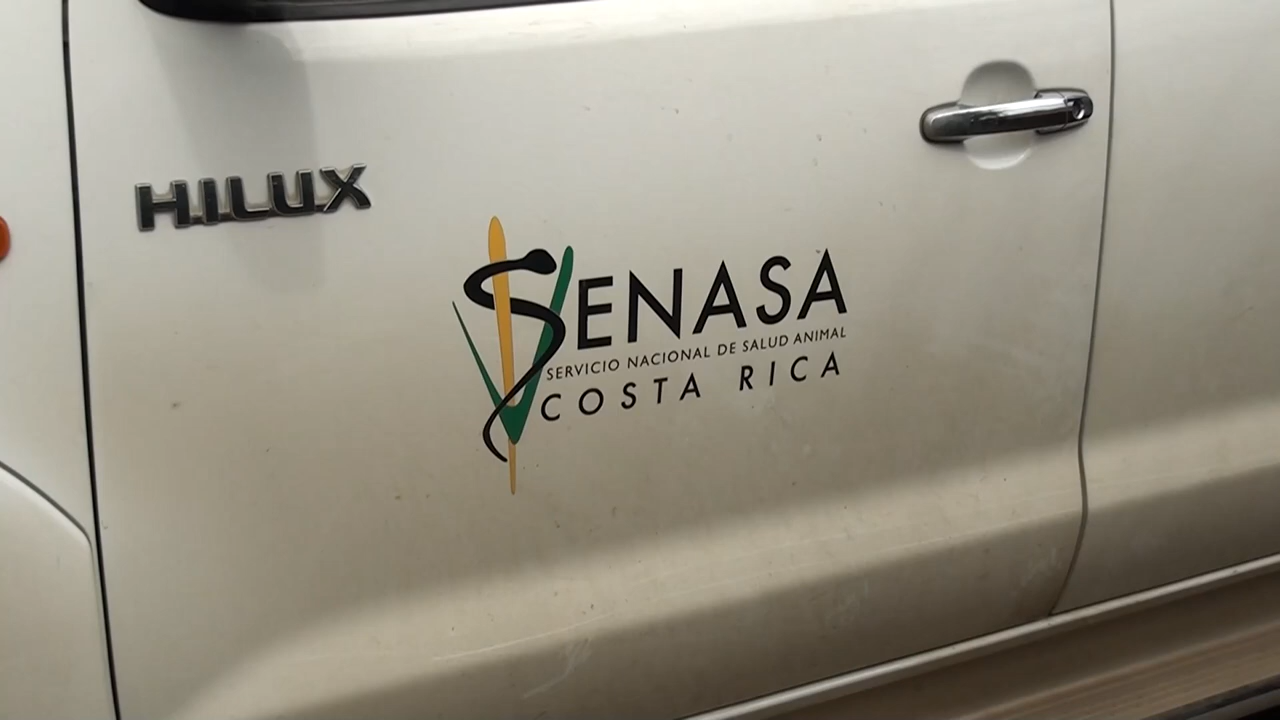 HILUX
SENASA
SERVICIO NACIONAL DE SALUD ANIMAL
COSTA RICA